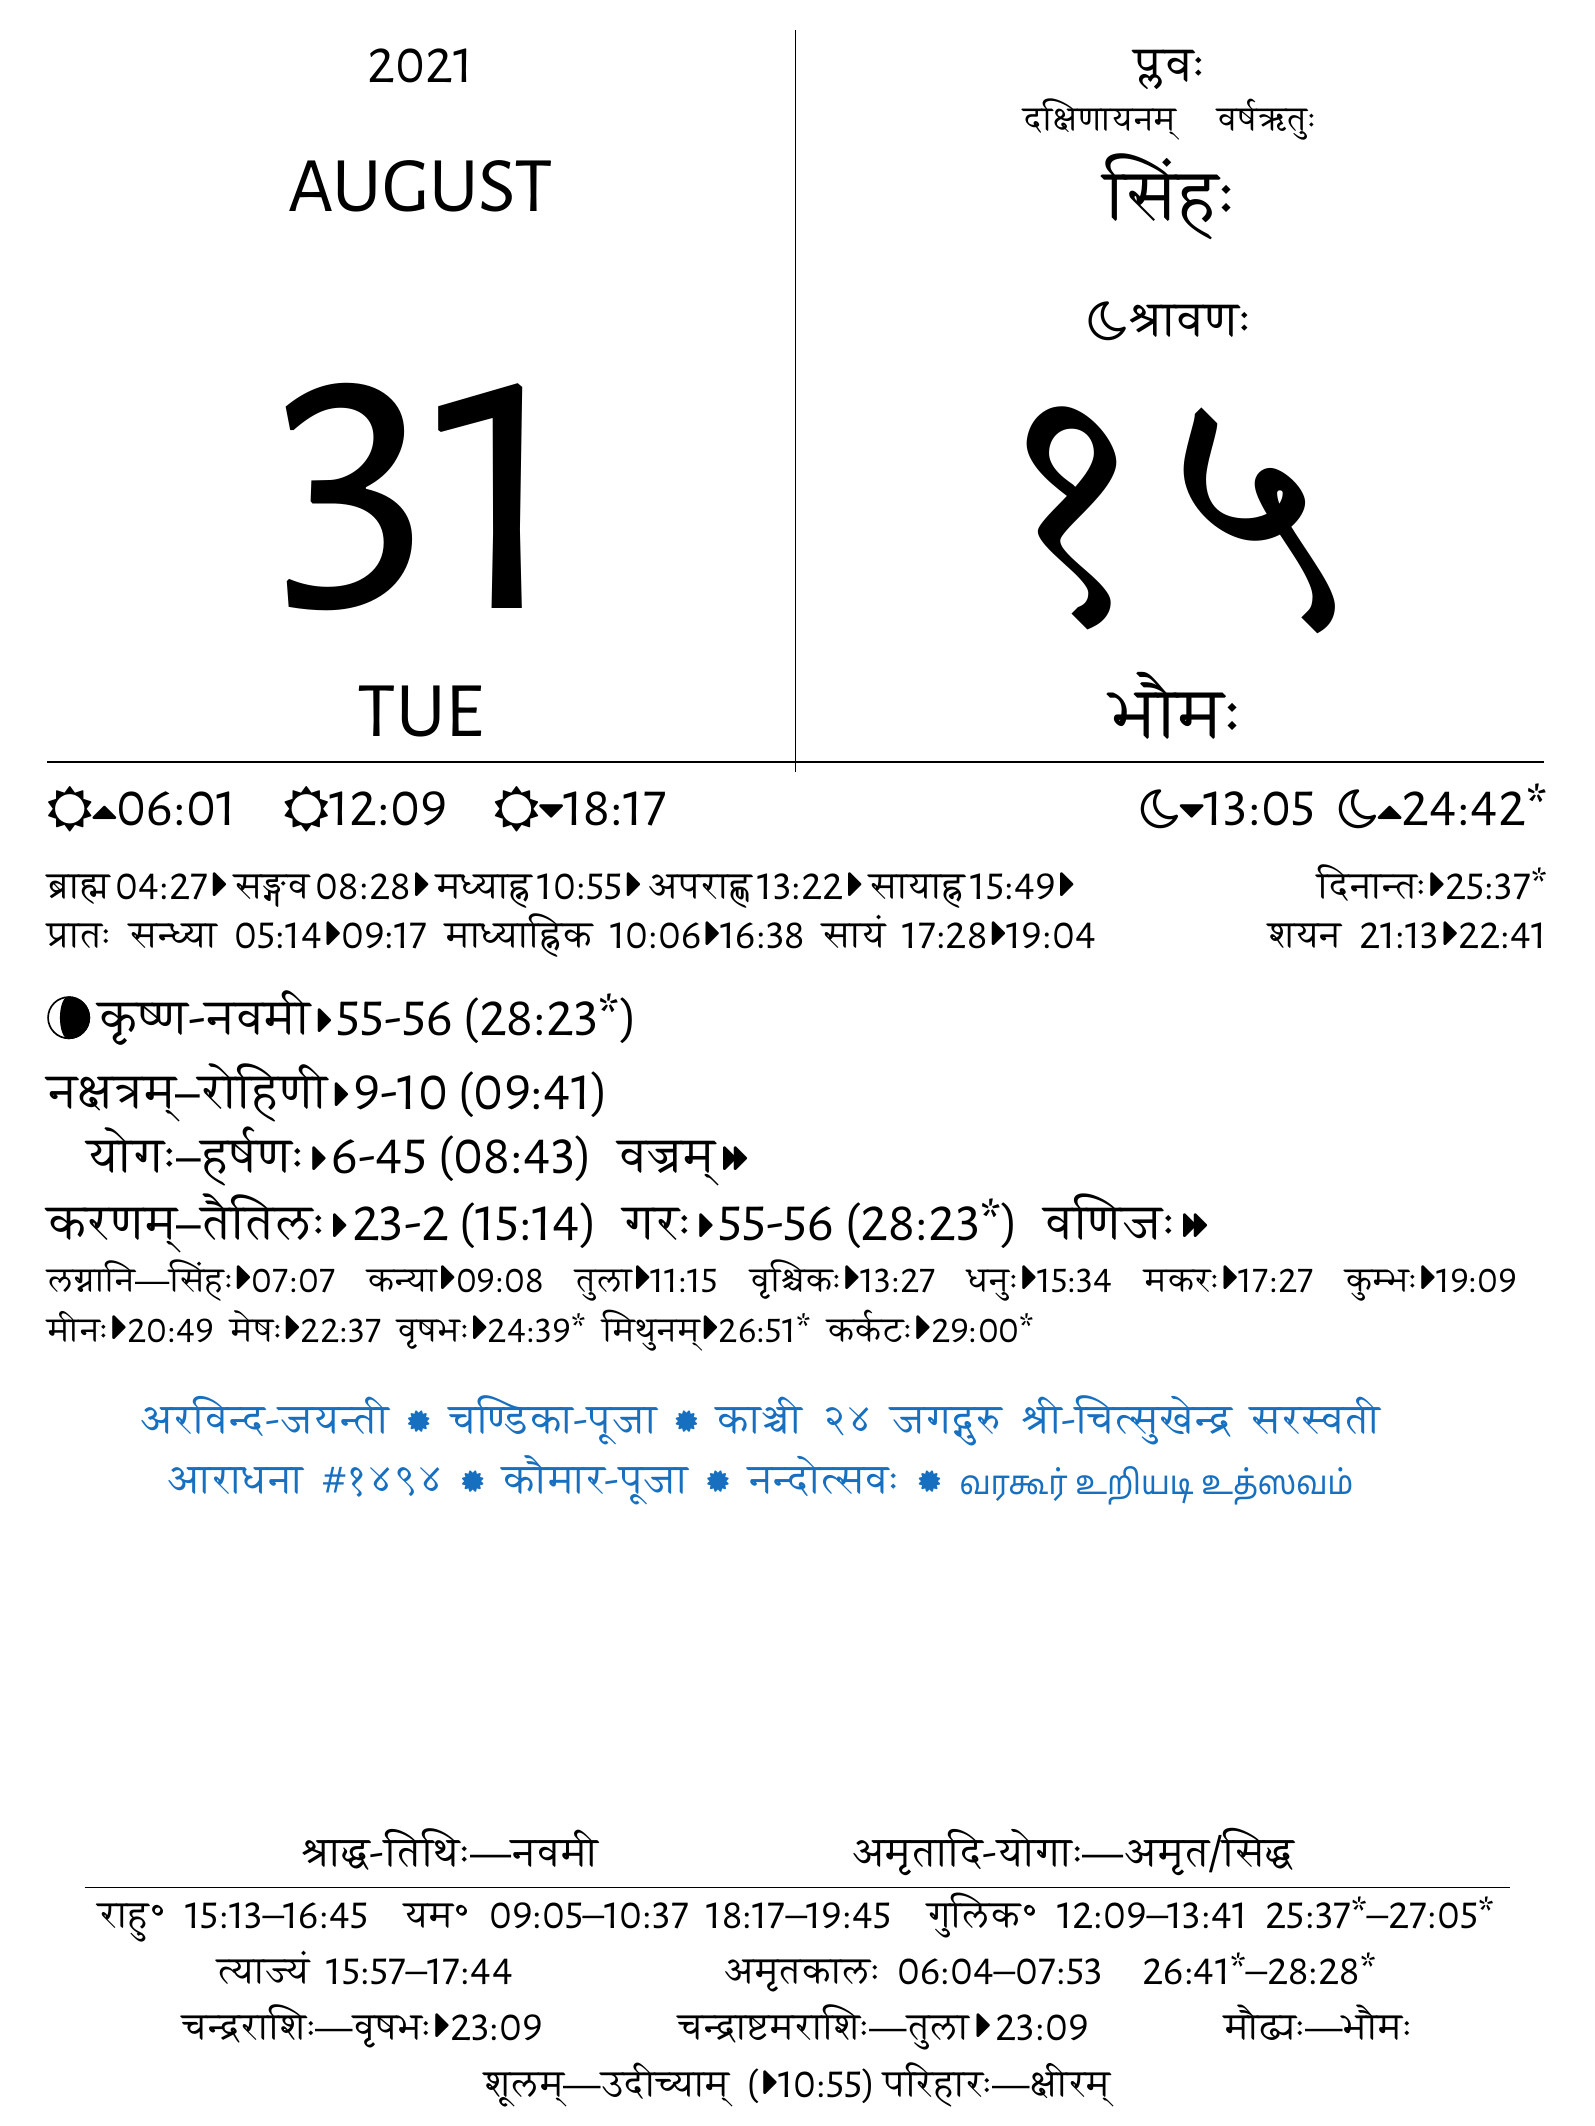 2021
AUGUST
31
TUE
प्लवः
दक्षिणायनम् वर्षऋतुः
सिंहः
श्रावणः
१५
भौमः
06:01 12:09 18:17 13:05 24:42*
ब्राह्म 04:27 सङ्गव 08:28 मध्याह्न 10:55 अपराह्ण 13:22 सायाह्न 15:49 दिनान्तः 25:37*
प्रातः सन्ध्या 05:14 09:17 माध्याह्निक 10:06 16:38 सायं 17:28 19:04 शयन 21:13 22:41
कृष्ण-नवमी 55-56 (28:23*)
नक्षत्रम्–रोहिणी 9-10 (09:41)
योगः–हर्षणः 6-45 (08:43) वज्रम्
करणम्–तैतिलः 23-2 (15:14) गरः 55-56 (28:23*) वणिजः
लग्नानि—सिंहः 07:07 कन्या 09:08 तुला 11:15 वृश्चिकः 13:27 धनुः 15:34 मकरः 17:27 कुम्भः 19:09
मीनः 20:49 मेषः 22:37 वृषभः 24:39* मिथुनम् 26:51* कर्कटः 29:00*
अरविन्द-जयन्ती ✹ चण्डिका-पूजा ✹ काञ्ची २४ जगद्गुरु श्री-चित्सुखेन्द्र सरस्वती
आराधना #१४९४ ✹ कौमार-पूजा ✹ नन्दोत्सवः ✹ வரகூர் உறியடி உத்ஸவம்
श्राद्ध-तिथिः—नवमी अमृतादि-योगाः—अमृत/सिद्ध
राहु° 15:13–16:45 यम° 09:05–10:37 18:17–19:45 गुलिक° 12:09–13:41 25:37*–27:05*
त्याज्यं 15:57–17:44 अमृतकालः 06:04–07:53 26:41*–28:28*
चन्द्रराशिः—वृषभः 23:09 चन्द्राष्टमराशिः—तुला 23:09 मौढ्यः—भौमः
शूलम्—उदीच्याम् (10:55) परिहारः—क्षीरम्